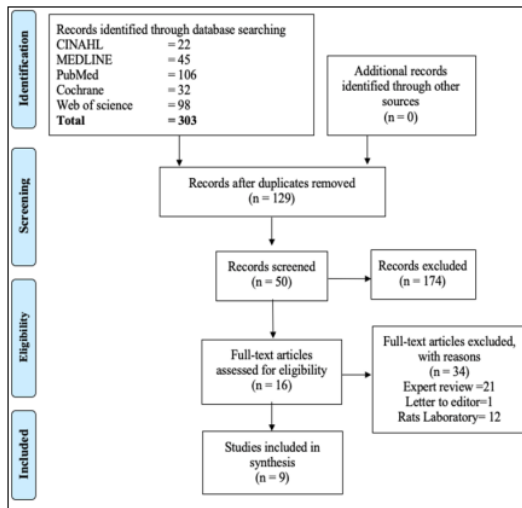 Identification
Records identified through database searching
CINAHL = 22
MEDLINE = 45
PubMed = 106
Cochrane = 32
Web of science = 98
Total = 303
Additional records
identified through other
sources
(n = 0)
Screening
Records after duplicates removed
(n = 129)
Records screened
(n = 50)
Records excluded
(n = 174)
Eligibility
Full-text articles
assessed for eligibility
(n = 16)
Full-text articles excluded,
with reasons
(n = 34)
Expert review =21
Letter to editor=1
Rats Laboratory= 12
Included
Studies included in
synthesis
(n = 9)